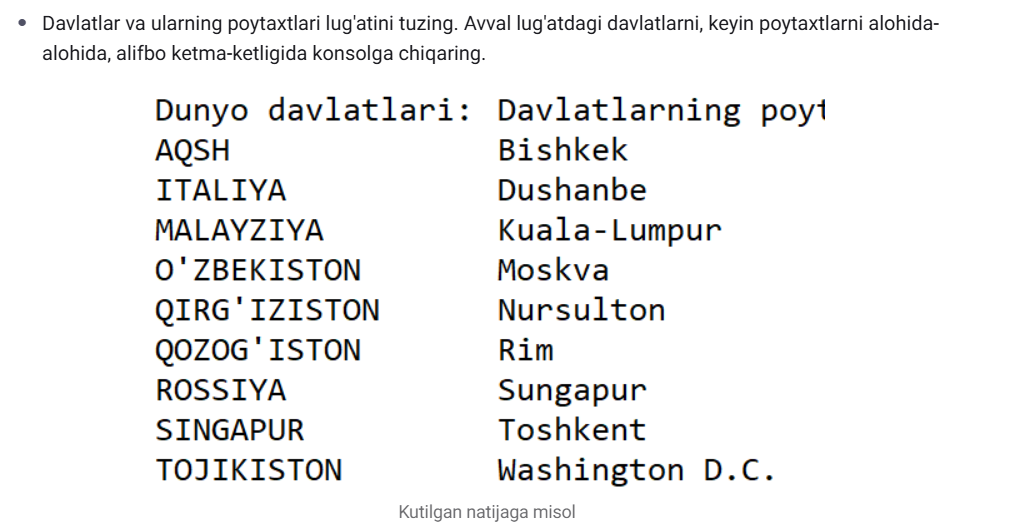 Davlatlar va ularning poytaxtlari lug'atini tuzing. Avval lug'atdagi davlatlarni, keyin poytaxtlarni alohida-
alohida, alifbo ketma-ketligida konsolga chiqaring.
Dunyo davlatlari: Davlatlarning
AQSH Bishkek
ITALIYA Dushanbe
MALAYZIYA Kuala-Lumpur
O'ZBEKISTON Moskva
QIRG'IZISTON Nursulton
QOZOG'ISTON Rim
ROSSIYA Sungapur
SINGAPUR Toshkent
TOJIKISTON Washington D.C.
Kutilgan natijaga misol